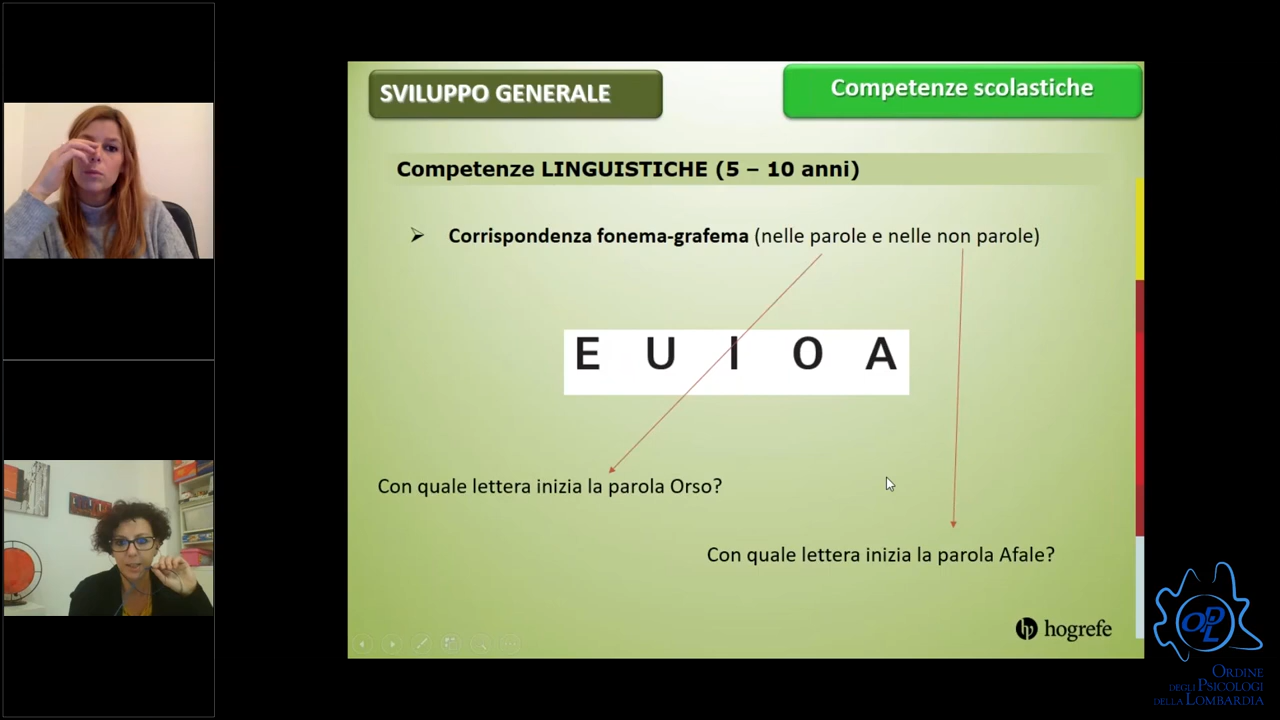 SVILUPPO GENERALE
Competenze scolastiche
Competenze LINGUISTICHE (5 – 10 anni)
Corrispondenza fonema-grafema (nelle parole e nelle non parole)
E U I O A
Con quale lettera inizia la parola Orso?
Con quale lettera inizia la parola Afale?
hogrefe
OPL
ORDINE
DEGLI PSICOLOGI
DELLA LOMBARDIA